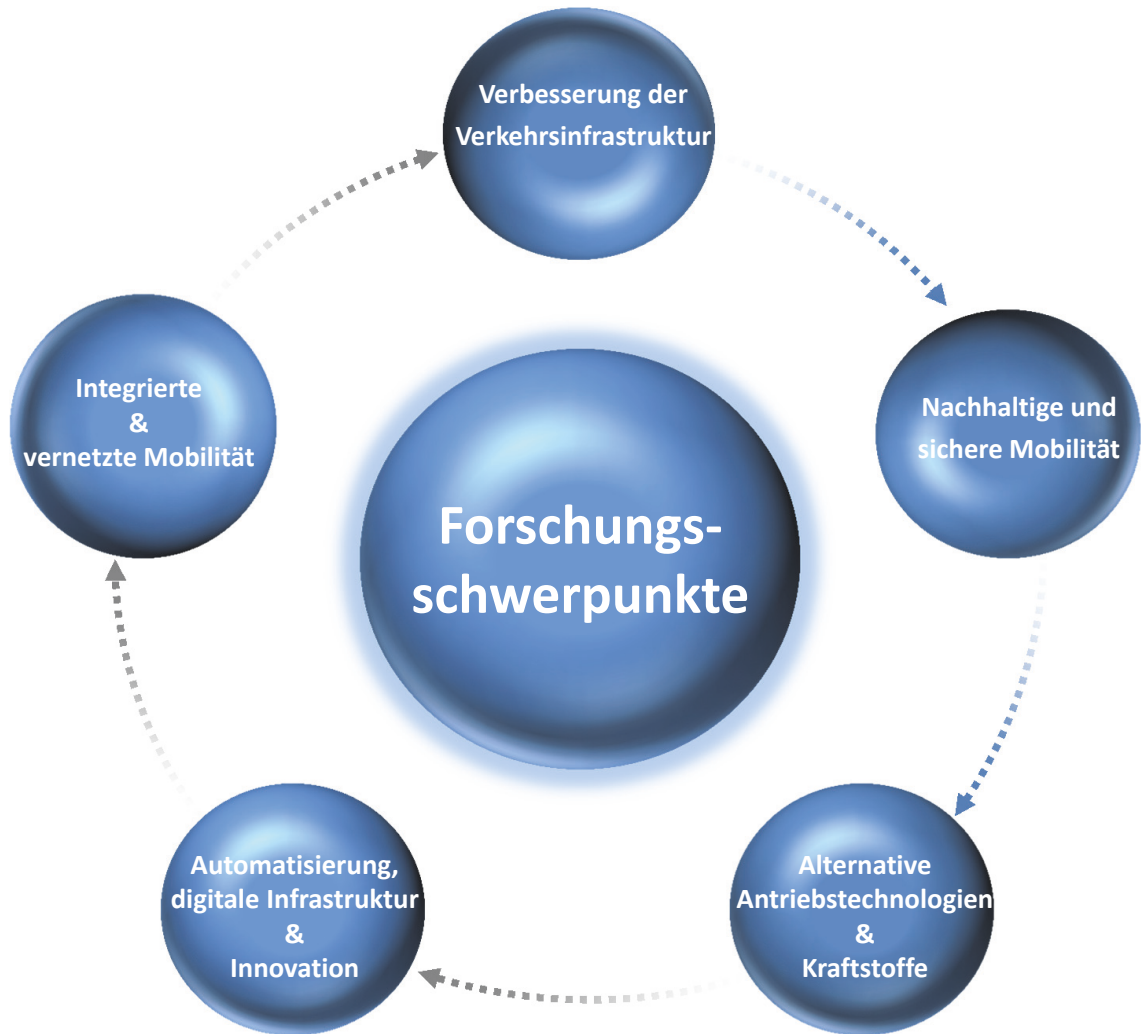 Verbesserung der
Verkehrsinfrastruktur
Nachhaltige und
sichere Mobilität
Alternative
Antriebstechnologien
&
Kraftstoffe
Automatisierung,
digitale Infrastruktur
&
Innovation
Integrierte
&
vernetzte Mobilität
Forschungs-
schwerpunkte